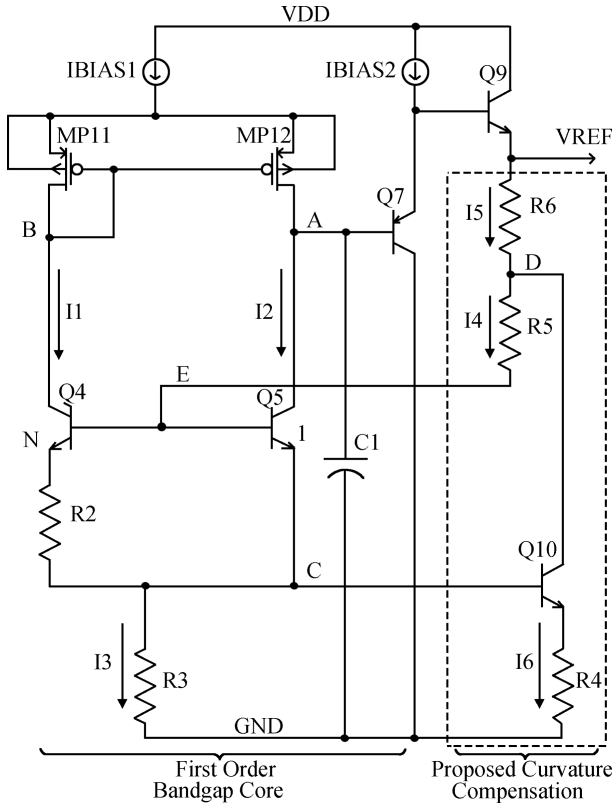 VDD
IBIAS1
IBIAS2
Q9
MP11
MP12
VREF
Q7
I5
R6
B
A
D
I1
I2
I4
R5
E
Q4
Q5
N
1
C1
R2
Q10
C
I3
R3
I6
R4
GND
First Order
Bandgap Core
Proposed Curvature
Compensation